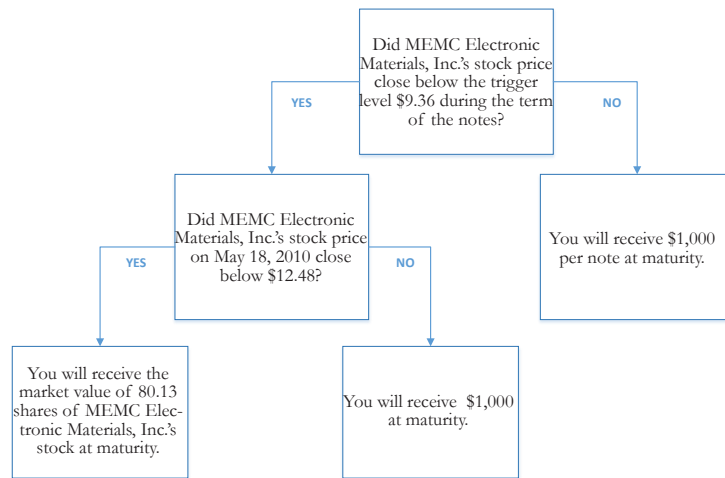 Did MEMC Electronic
Materials, Inc.'s stock price
close below the trigger
level $9.36 during the term
of the notes?
YES
NO
Did MEMC Electronic
Materials, Inc.'s stock price
on May 18, 2010 close
below $12.48?
You will receive $1,000
per note at maturity.
YES
NO
You will receive the
market value of 80.13
shares of MEMC Elec-
tronic Materials, Inc.'s
stock at maturity.
You will receive $1,000
at maturity.